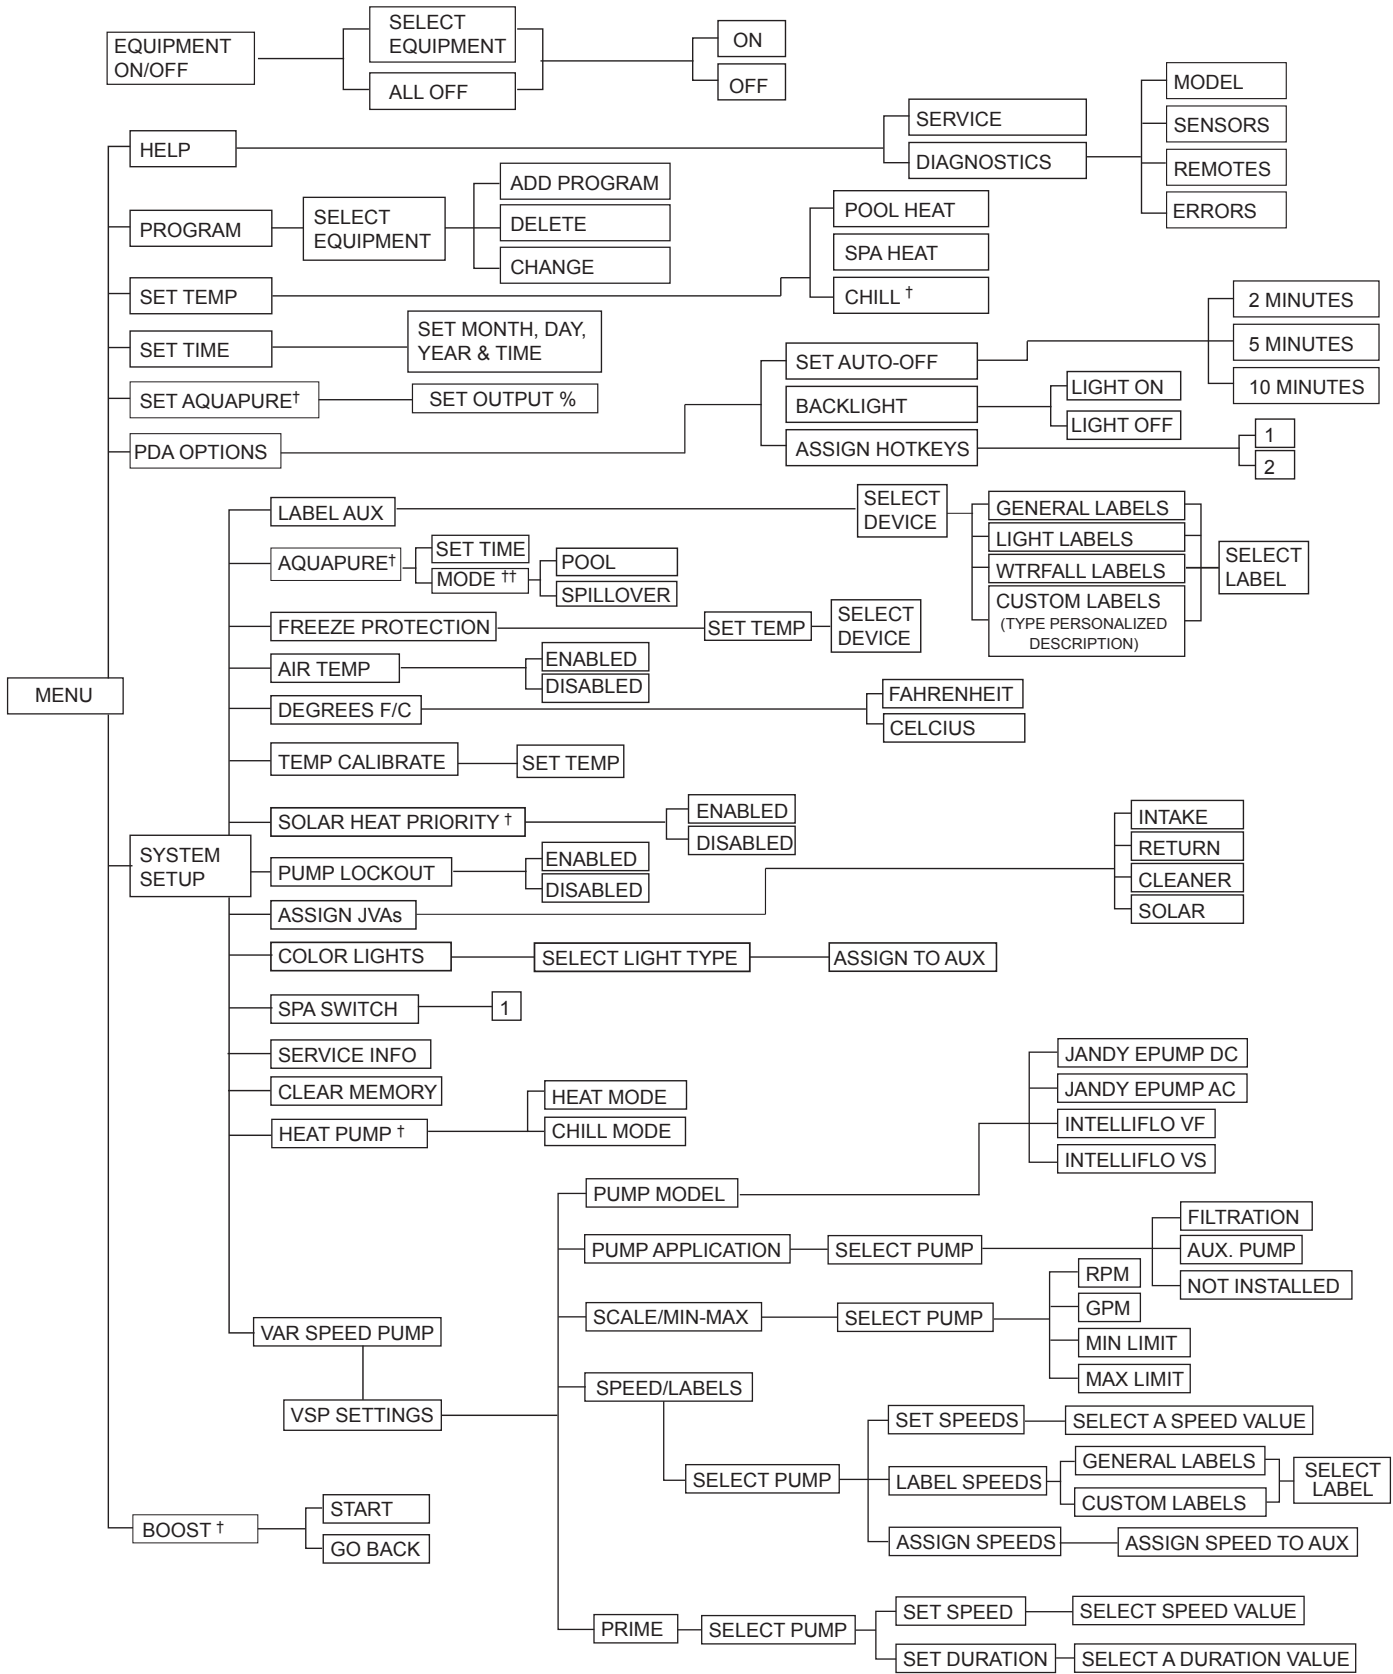 EQUIPMENT
ON/OFF
SELECT
EQUIPMENT
ALL OFF
ON
OFF
MENU
HELP
SERVICE
DIAGNOSTICS
MODEL
SENSORS
REMOTES
ERRORS
PROGRAM
SELECT
EQUIPMENT
ADD PROGRAM
DELETE
CHANGE
SET TEMP
POOL HEAT
SPA HEAT
CHILL †
SET TIME
SET MONTH, DAY,
YEAR & TIME
SET AQUAPURE†
SET OUTPUT %
PDA OPTIONS
SET AUTO-OFF
2 MINUTES
5 MINUTES
10 MINUTES
BACKLIGHT
LIGHT ON
LIGHT OFF
ASSIGN HOTKEYS
1
2
SYSTEM
SETUP
LABEL AUX
SELECT
DEVICE
GENERAL LABELS
LIGHT LABELS
WTRFALL LABELS
CUSTOM LABELS
(TYPE PERSONALIZED
DESCRIPTION)
SELECT
LABEL
AQUAPURE†
SET TIME
MODE ††
POOL
SPILLOVER
FREEZE PROTECTION
SET TEMP
SELECT
DEVICE
AIR TEMP
ENABLED
DISABLED
DEGREES F/C
FAHRENHEIT
CELCIUS
TEMP CALIBRATE
SET TEMP
SOLAR HEAT PRIORITY †
ENABLED
DISABLED
PUMP LOCKOUT
ENABLED
DISABLED
ASSIGN JVAs
INTAKE
RETURN
CLEANER
SOLAR
COLOR LIGHTS
SELECT LIGHT TYPE
ASSIGN TO AUX
SPA SWITCH
1
SERVICE INFO
CLEAR MEMORY
HEAT PUMP †
HEAT MODE
CHILL MODE
VAR SPEED PUMP
VSP SETTINGS
PUMP MODEL
JANDY EPUMP DC
JANDY EPUMP AC
INTELLIFLO VF
INTELLIFLO VS
PUMP APPLICATION
SELECT PUMP
FILTRATION
AUX. PUMP
NOT INSTALLED
SCALE/MIN-MAX
SELECT PUMP
RPM
GPM
MIN LIMIT
MAX LIMIT
SPEED/LABELS
SELECT PUMP
SET SPEEDS
SELECT A SPEED VALUE
LABEL SPEEDS
GENERAL LABELS
CUSTOM LABELS
SELECT
LABEL
ASSIGN SPEEDS
ASSIGN SPEED TO AUX
PRIME
SELECT PUMP
SET SPEED
SELECT SPEED VALUE
SET DURATION
SELECT A DURATION VALUE
BOOST †
START
GO BACK